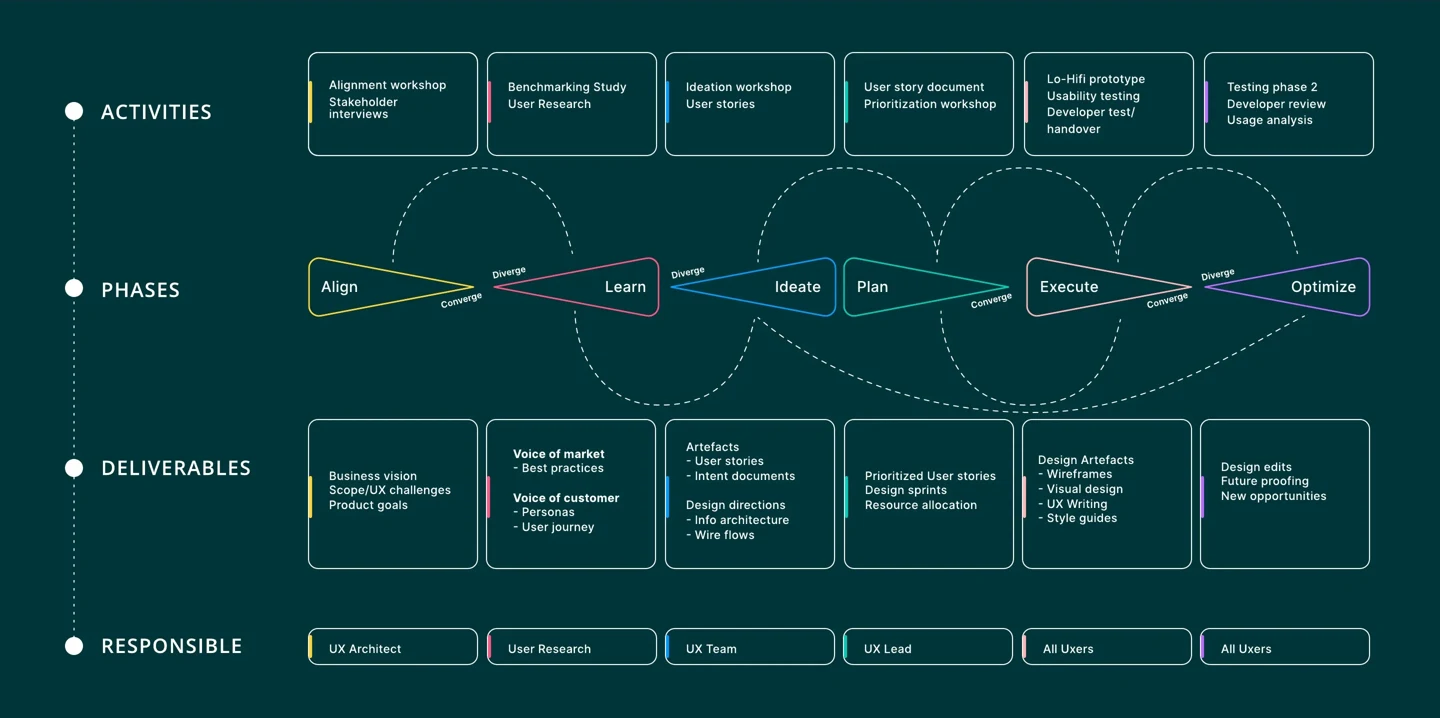 ACTIVITIES
Alignment workshop
Stakeholder
interviews
Benchmarking Study
User Research
Ideation workshop
User stories
User story document
Prioritization workshop
Lo-Hifi prototype
Usability testing
Developer test/
handover
Testing phase 2
Developer review
Usage analysis
PHASES
Align
Converge
Diverge
Learn
Diverge
Ideate
Plan
Converge
Execute
Converge
Diverge
Optimize
DELIVERABLES
Business vision
Scope/UX challenges
Product goals
Voice of market
- Best practices
Voice of customer
- Personas
- User journey
Artefacts
- User stories
- Intent documents
Design directions
- Info architecture
- Wire flows
Prioritized User stories
Design sprints
Resource allocation
Design Artefacts
- Wireframes
- Visual design
- UX Writing
- Style guides
Design edits
Future proofing
New opportunities
RESPONSIBLE
UX Architect
User Research
UX Team
UX Lead
All Uxers
All Uxers